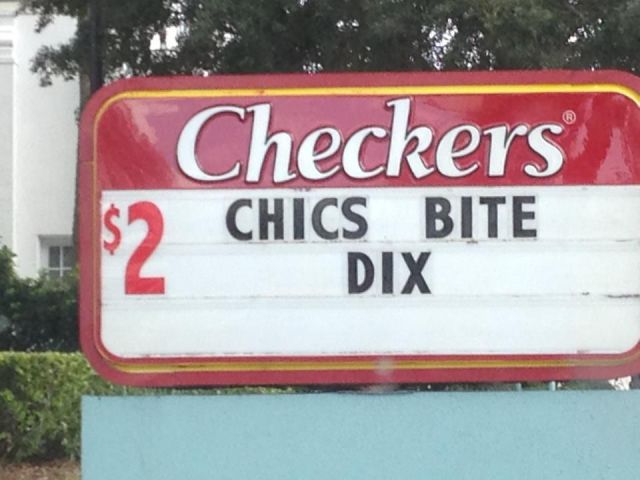 Checkers®
$2 CHICS BITE
DIX